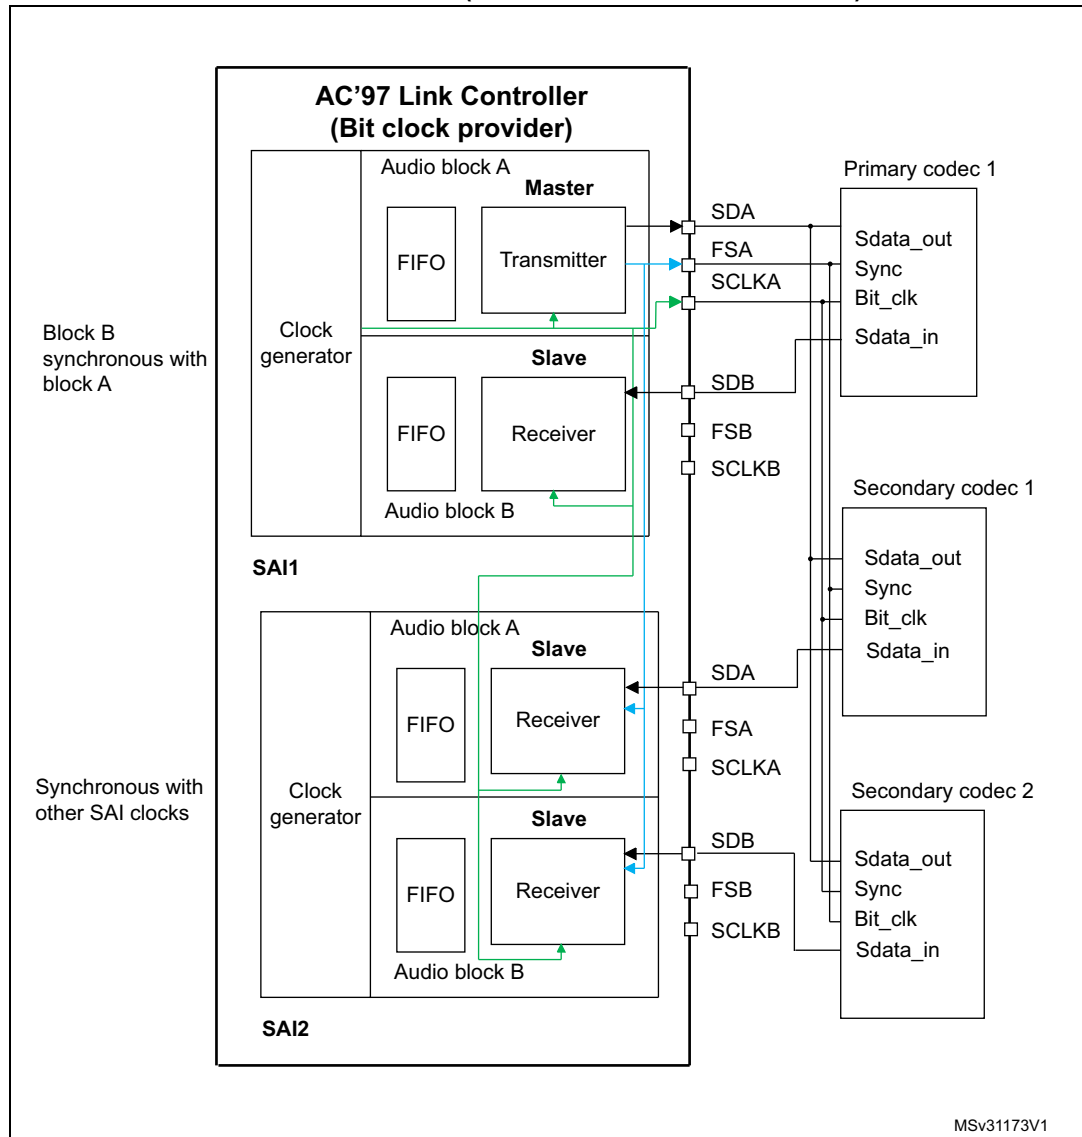 AC'97 Link Controller
(Bit clock provider)
Audio block A
Master
FIFO
Transmitter
Clock
generator
Slave
FIFO
Receiver
Audio block B
SAI1
Block B
synchronous with
block A
SDA
FSA
SCLKA
SDB
FSB
SCLKB
Primary codec 1
Sdata_out
Sync
Bit_clk
Sdata_in
Secondary codec 1
Sdata_out
Sync
Bit_clk
Sdata_in
Audio block A
Slave
FIFO
Receiver
Clock
generator
Slave
FIFO
Receiver
Audio block B
SAI2
Synchronous with
other SAI clocks
SDA
FSA
SCLKA
SDB
FSB
SCLKB
Secondary codec 2
Sdata_out
Sync
Bit_clk
Sdata_in
MSv31173V1